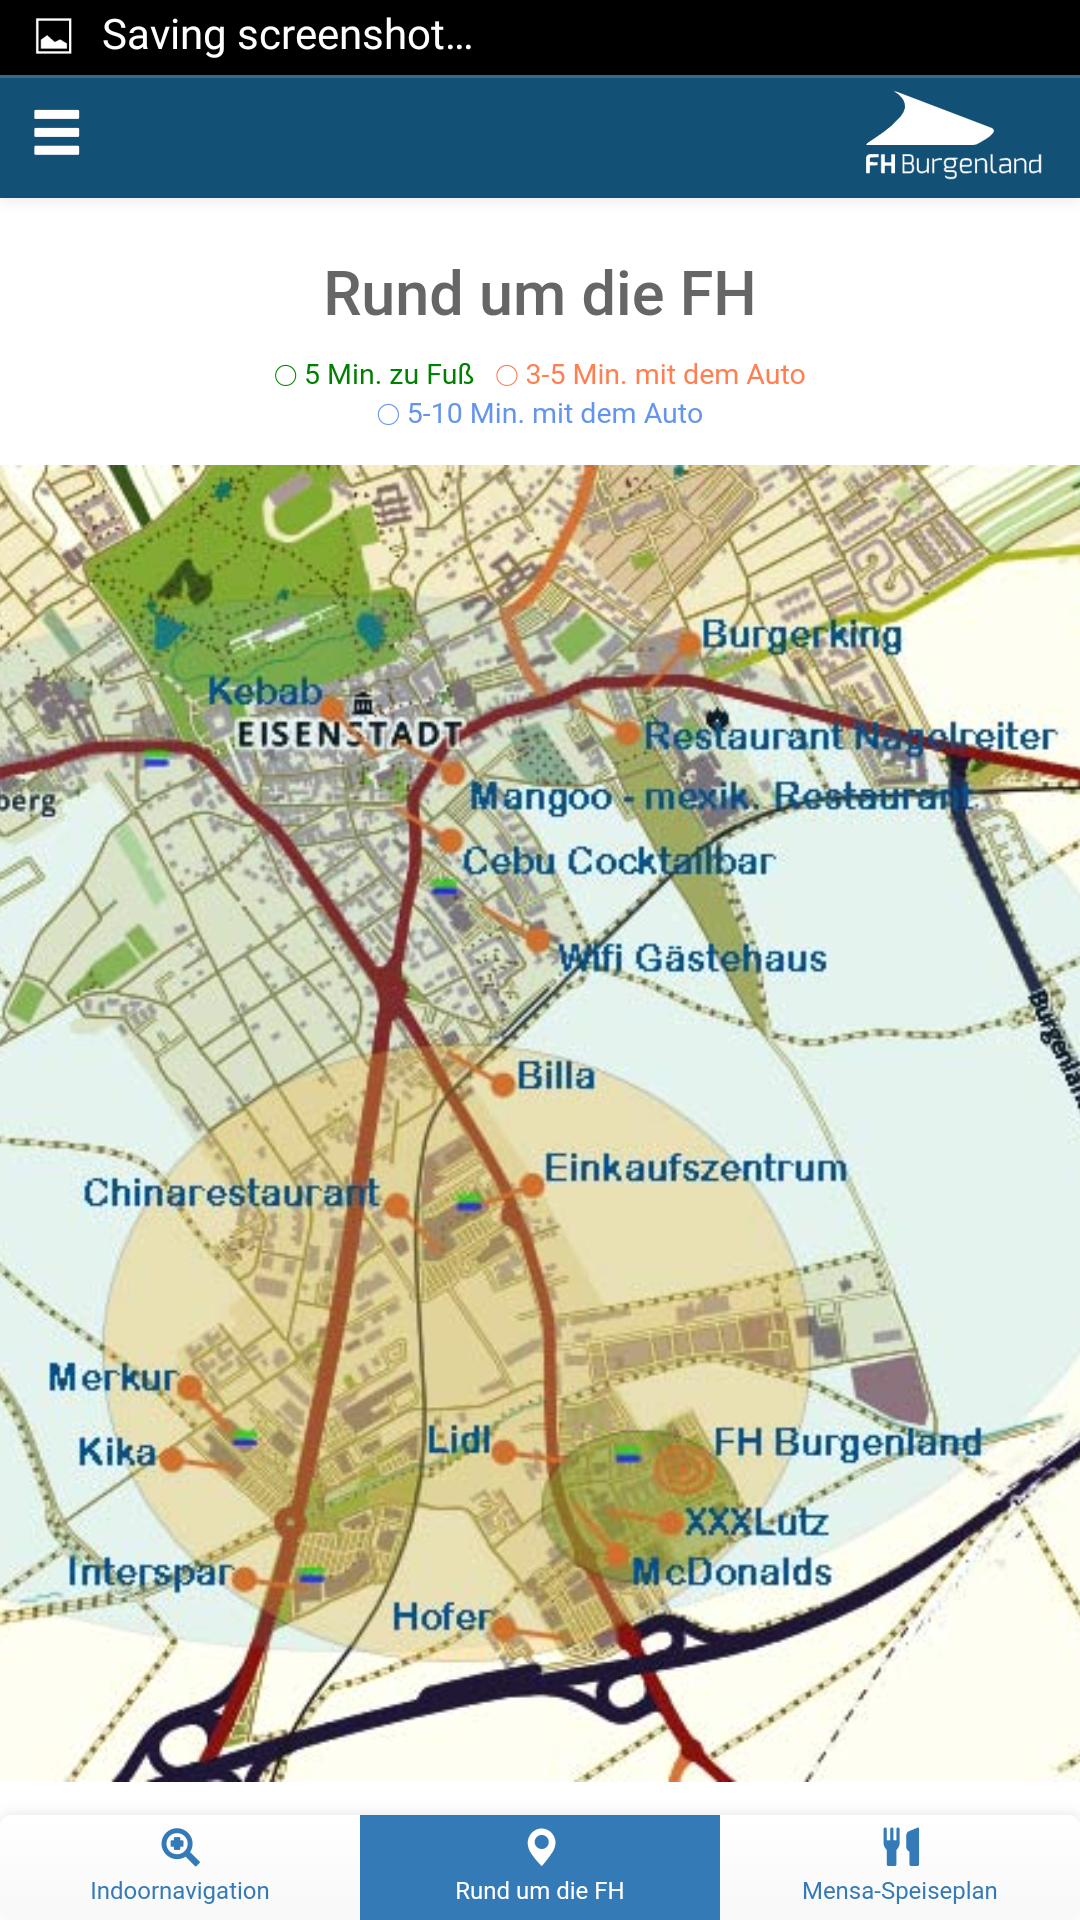 Saving screenshot...
FH Burgenland
Rund um die FH
5 Min. zu Fuß 3-5 Min. mit dem Auto
5-10 Min. mit dem Auto
Burgerking
Kebab
EISENSTADT
Restaurant Nagelreiter
Mangoo - mexik. Restaurant
berg
Cebu Cocktailbar
Wifi Gästehaus
Billa
Einkaufszentrum
Chinarestaurant
Merkur
Kika
Lidl
FH Burgenland
XXXLutz
Interspar
McDonalds
Hofer
Indoornavigation
Rund um die FH
Mensa-Speiseplan